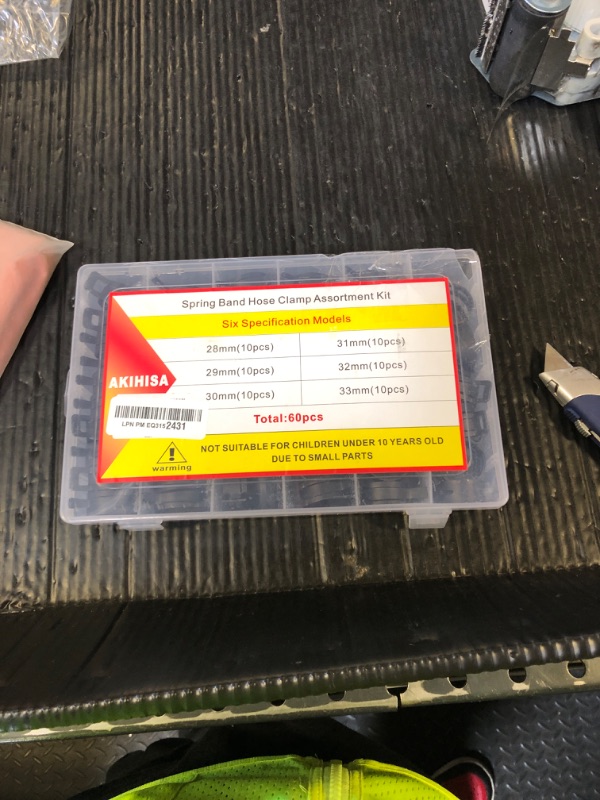 Spring Band Hose Clamp Assortment Kit
Six Specification Models
28mm(10pcs) 31mm(10pcs)
29mm(10pcs) 32mm(10pcs)
30mm(10pcs) 33mm(10pcs)
AKIHISA
LPN PM EQ3152431
Total:60pcs
NOT SUITABLE FOR CHILDREN UNDER 10 YEARS OLD
DUE TO SMALL PARTS
warming